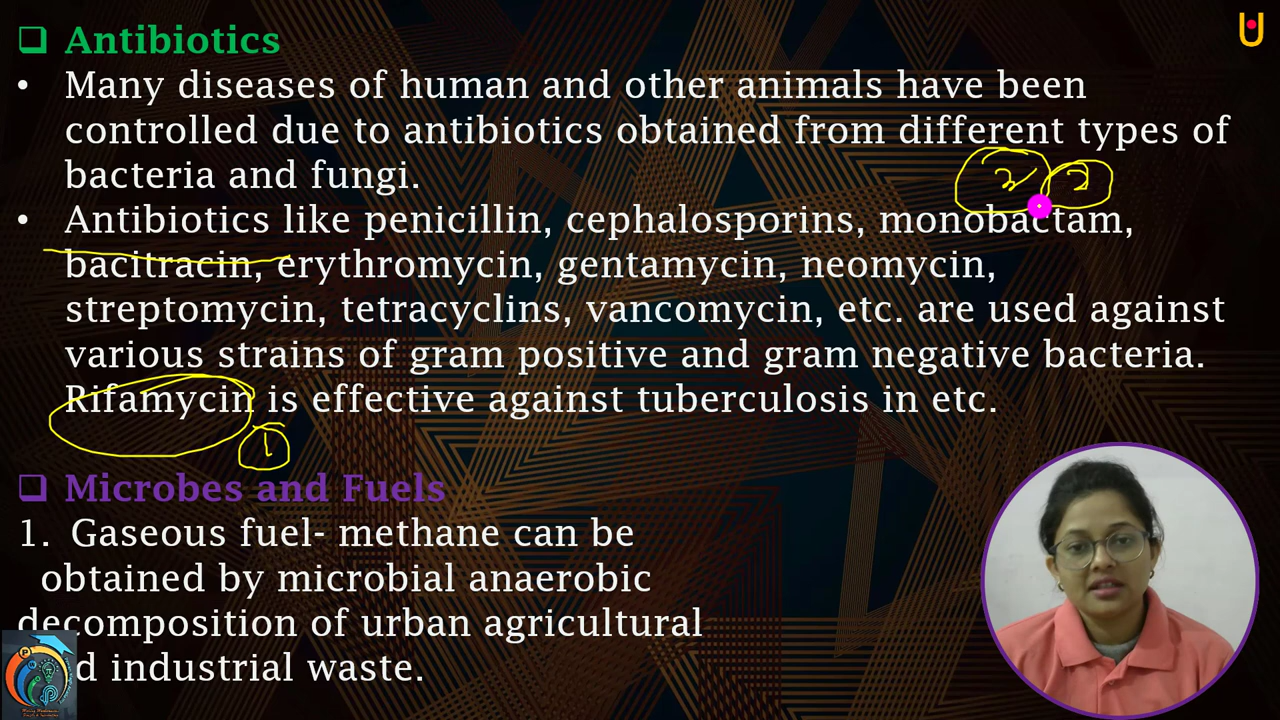 ❑ Antibiotics
• Many diseases of human and other animals have been
controlled due to antibiotics obtained from different types of
bacteria and fungi.
• Antibiotics like penicillin, cephalosporins, monobactam,
bacitracin, erythromycin, gentamycin, neomycin,
streptomycin, tetracyclins, vancomycin, etc. are used against
various strains of gram positive and gram negative bacteria.
Rifamycin is effective against tuberculosis in etc.
❑ Microbes and Fuels
1. Gaseous fuel- methane can be
obtained by microbial anaerobic
decomposition of urban agricultural
industrial waste.